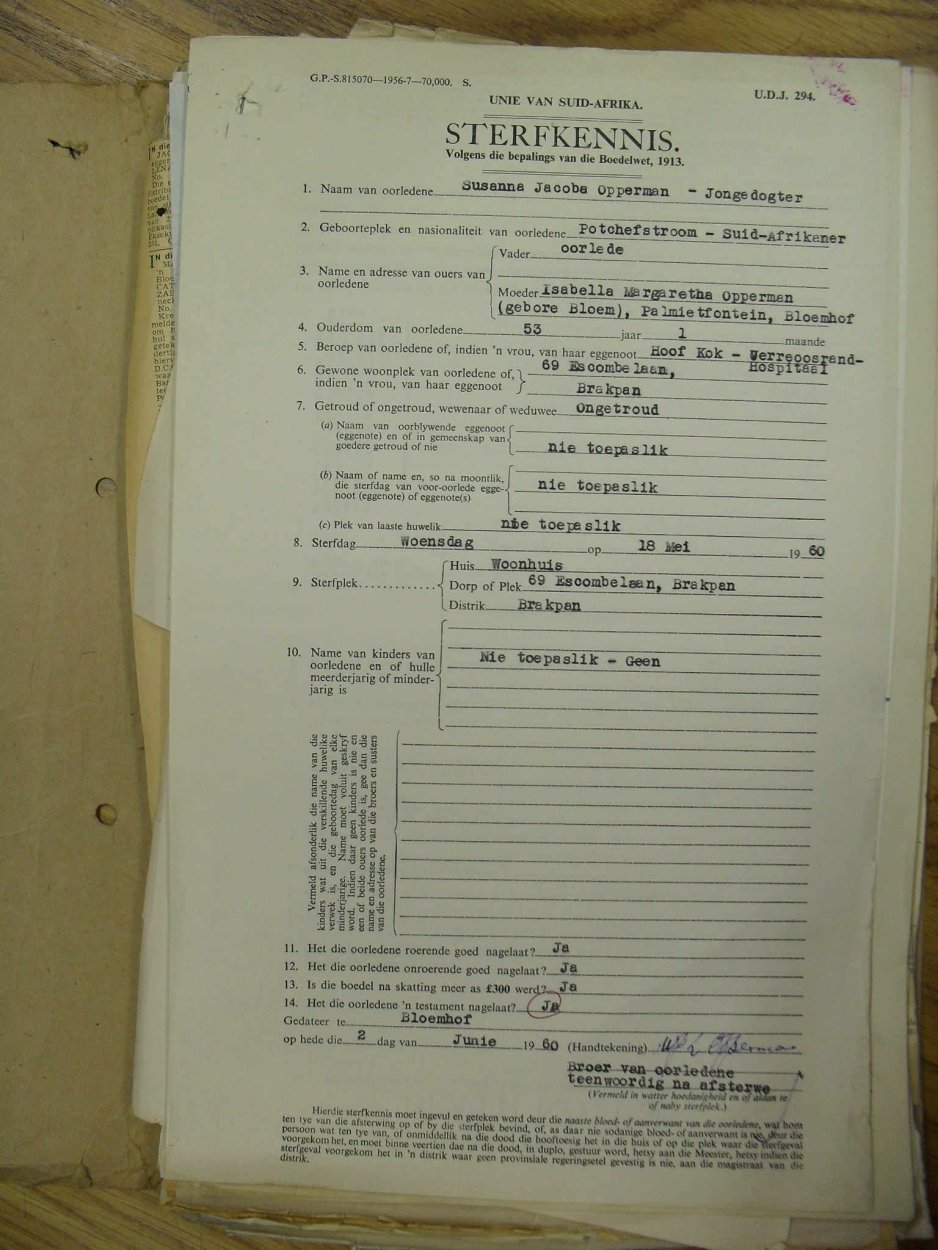 G.P.-S.815070—1956-7—70,000. S.
U.D.J. 294.
UNIE VAN SUID-AFRIKA.
STERFKENNIS.
Volgens die bepalings van die Boedelwet, 1913.
1. Naam van oorledene Susanna Jacoba Opperman - Jongedogter
2. Geboorteplek en nasionaliteit van oorledene Potchefstroom - Suid-Afrikaner
3. Name en adresse van ouers van oorledene
Vader oorlede
Moeder Isabella Margaretha Opperman
(gebore Bloem), Palmietfontein, Bloemhof
4. Ouderdom van oorledene 53 jaar 1 maande
5. Beroep van oorledene of, indien 'n vrou, van haar eggenoot Hoof Kok - Verreoosrand-
Hospitaal
6. Gewone woonplek van oorledene of, 69 Escombelaan,
indien 'n vrou, van haar eggenoot Brakpan
7. Getroud of ongetroud, wewenaar of weduwee Ongetroud
(a) Naam van oorblywende eggenoot
(eggenote) en of in gemeenskap van
goedere getroud of nie nie toepaslik
(b) Naam of name en, so na moontlik,
die sterfdag van voor-oorlede egge- nie toepaslik
noot (eggenote) of eggenote(s)
(c) Plek van laaste huwelik nie toepaslik
8. Sterfdag Woensdag op 18 Mei 1960
9. Sterfplek............
Huis Woonhuis
Dorp of Plek 69 Escombelaan, Brakpan
Distrik Brakpan
10. Name van kinders van
oorledene en of hulle Nie toepaslik - Geen
meerderjarig of minder-
jarig is
Vermeld afsonderlik die name van die
kinders wat uit die verskillende huwelike
verwek is, en die geboortedag van elke
minderjarige. Name moet voluit geskryf
word. Indien daar geen kinders is nie en
een of beide ouers oorlede is, gee dan die
name en adresse op van die broers en susters
van die oorledene.
11. Het die oorledene roerende goed nagelaat? Ja
12. Het die oorledene onroerende goed nagelaat? Ja
13. Is die boedel na skatting meer as £300 werd? Ja
14. Het die oorledene 'n testament nagelaat? Ja
Gedateer te Bloemhof
op hede die 2 dag van Junie 1960 (Handtekening) Opperman
Broer van oorledene
teenwoordig na afsterwe
(Vermeld in watter hoedanigheid en of aldan te
of naby sterfplek.)
Hierdie sterfkennis moet ingevul en geteken word deur die naaste bloed- of aanverwant van die oorledene, wat hom
ten tye van die afsterwing op of by die sterfplek bevind, of, as daar nie sodanige bloed- of aanverwant is nie, deur die
persoon wat ten tye van, of onmiddellik na die dood die hooftoesig het in die huis of op die plek waar die sterfgeval
voorgekom het, en moet binne veertien dae na die dood, in duplo, gestuur word, hetsy aan die Meester, hetsy indien die
sterfgeval voorgekom het in 'n distrik waar geen provinsiale regeringsetel gevestig is nie, aan die magistraat van die
distrik.